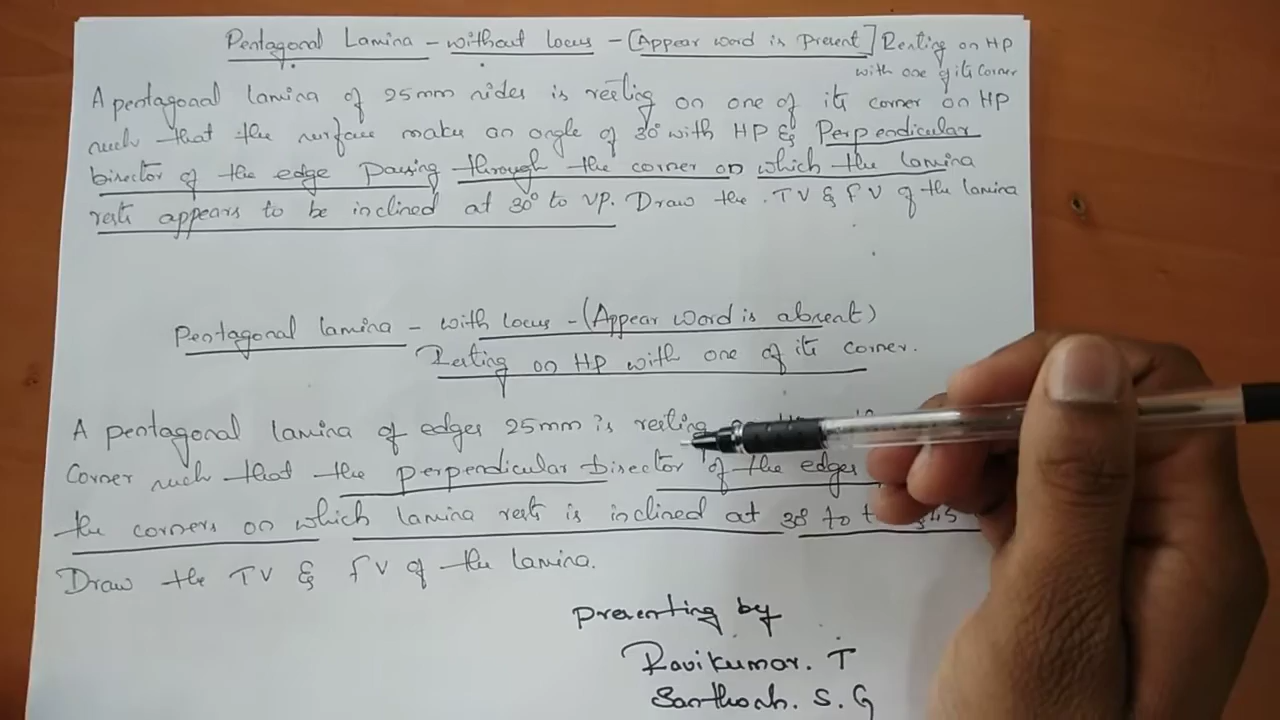 Pentagonal Lamina - without Locus - [Appear word is Present] Resting on HP
with one of its Corner
A pentagonal lamina of 25mm sides is resting on one of its corner on HP
such that the surface make an angle of 30° with HP & Perpendicular
bisector of the edge Passing through the corner on which the lamina
rests appears to be inclined at 30° to VP. Draw the TV & FV of the lamina
Pentagonal lamina - with locus - (Appear word is absent)
Resting on HP with one of its corner.
A pentagonal lamina of edges 25mm is resting
Corner such that the perpendicular bisector of the edges
the corners on which lamina rests is inclined at 30° to
Draw the TV & FV of the lamina.
presenting by
Ravikumar. T
Santhosh. S. G